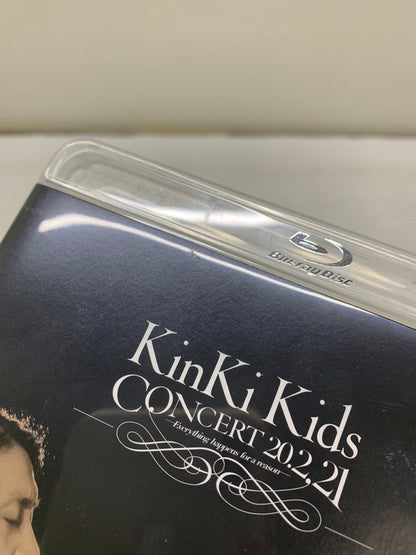 Blu-ray Disc
KinKi Kids
CONCERT 20.2.21
—Everything happens for a reason—